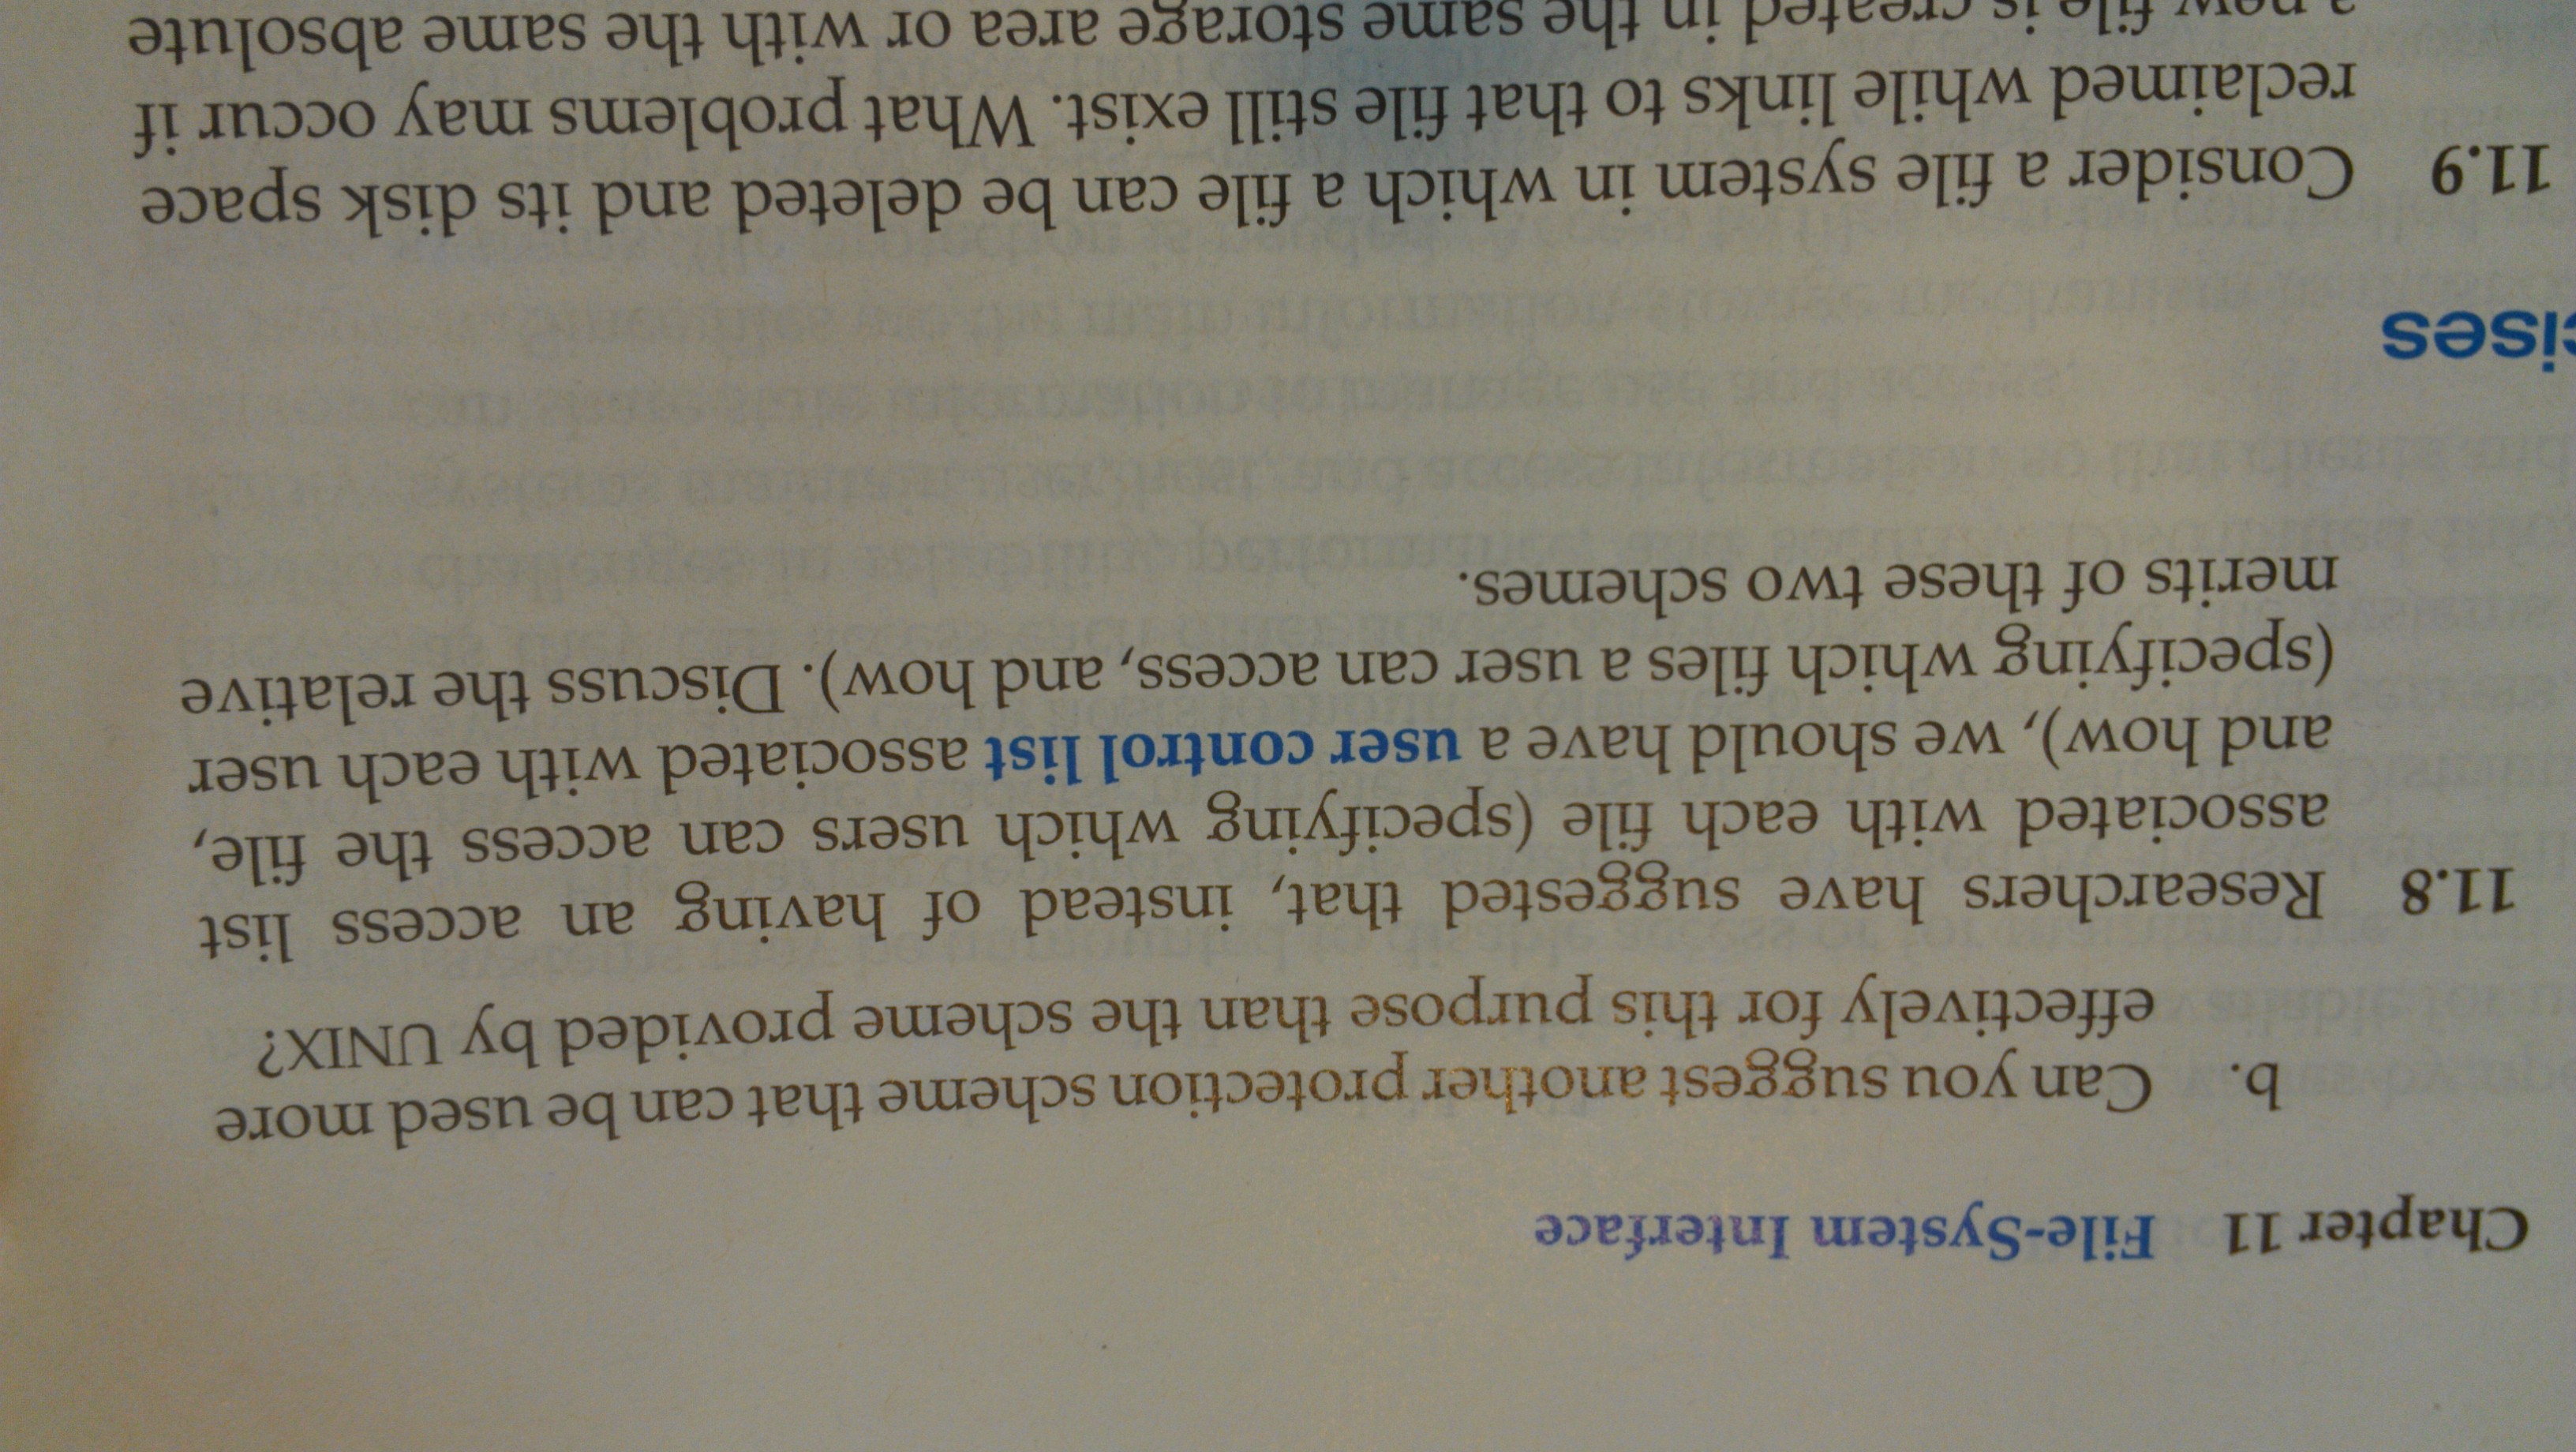 Chapter 11 File-System Interface
b. Can you suggest another protection scheme that can be used more
effectively for this purpose than the scheme provided by UNIX?
11.8 Researchers have suggested that, instead of having an access list
associated with each file (specifying which users can access the file,
and how), we should have a user control list associated with each user
(specifying which files a user can access, and how). Discuss the relative
merits of these two schemes.
cises
11.9 Consider a file system in which a file can be deleted and its disk space
reclaimed while links to that file still exist. What problems may occur if
a new file is created in the same storage area or with the same absolute